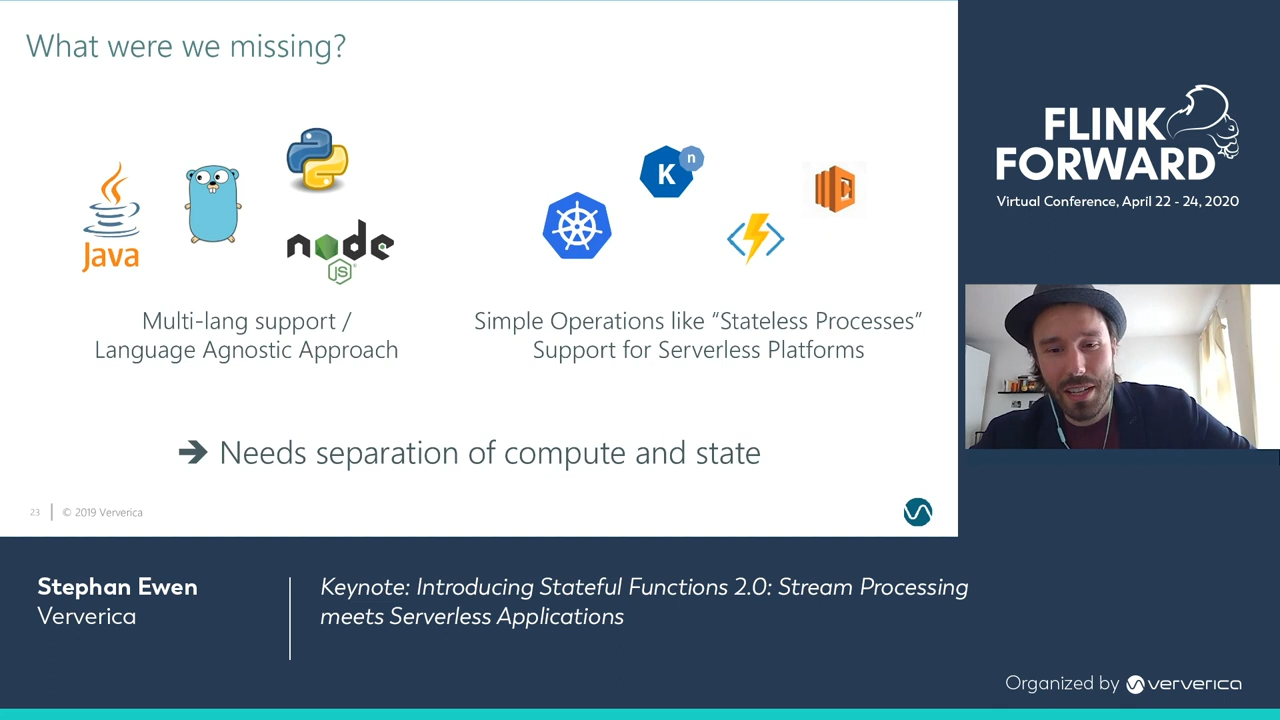 What were we missing?
Java
node
JS
K
n
Multi-lang support /
Language Agnostic Approach
Simple Operations like “Stateless Processes”
Support for Serverless Platforms
➔ Needs separation of compute and state
23 | © 2019 Ververica
FLINK
FORWARD
Virtual Conference, April 22 - 24, 2020
Stephan Ewen
Ververica
Keynote: Introducing Stateful Functions 2.0: Stream Processing
meets Serverless Applications
Organized by ververica